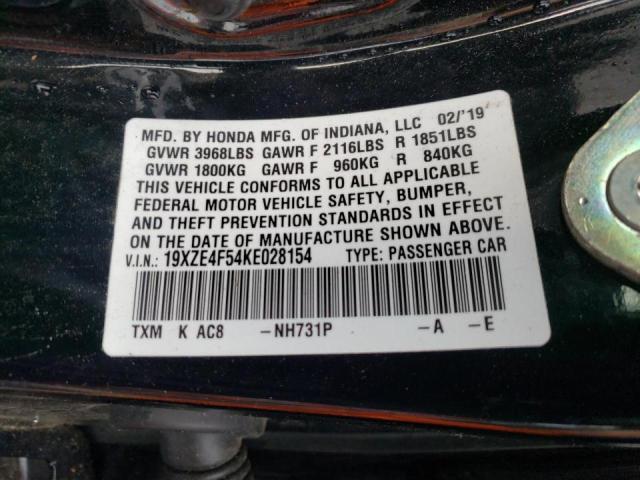 MFD. BY HONDA MFG. OF INDIANA, LLC 02/'19
GVWR 3968LBS GAWR F 2116LBS R 1851LBS
GVWR 1800KG GAWR F 960KG R 840KG
THIS VEHICLE CONFORMS TO ALL APPLICABLE
FEDERAL MOTOR VEHICLE SAFETY, BUMPER,
AND THEFT PREVENTION STANDARDS IN EFFECT
ON THE DATE OF MANUFACTURE SHOWN ABOVE.
V.I.N.: 19XZE4F54KE028154 TYPE: PASSENGER CAR
TXM K AC8 -NH731P -A -E